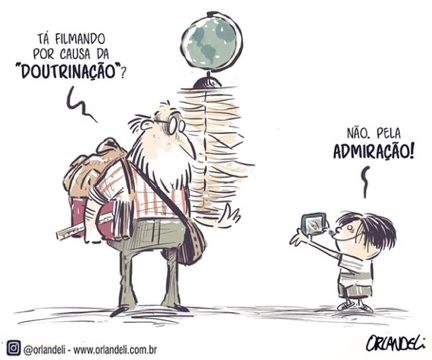 TÁ FILMANDO
POR CAUSA DA
"DOUTRINAÇÃO"?
NÃO. PELA
ADMIRAÇÃO!
ORLANDELi
@orlandeli - www.orlandeli.com.br